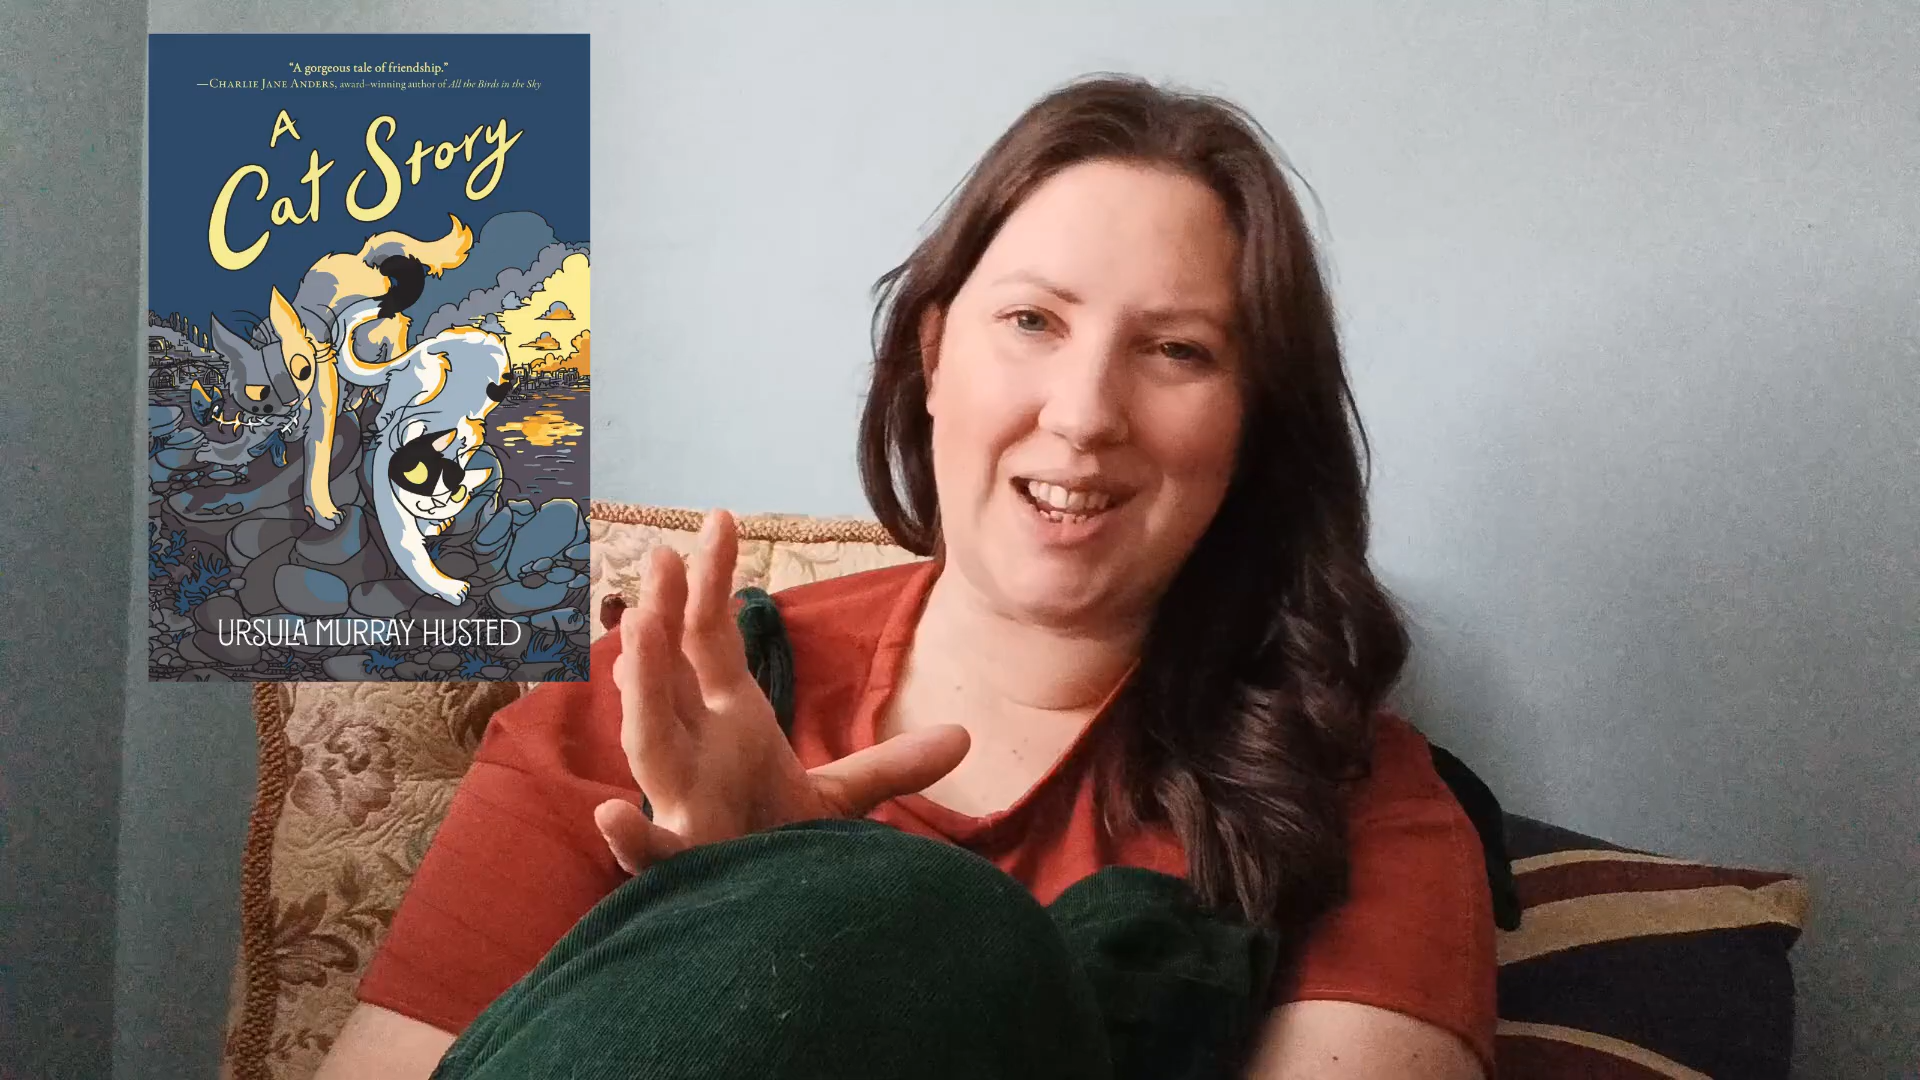 “A gorgeous tale of friendship.”
—CHARLIE JANE ANDERS, award–winning author of All the Birds in the Sky
A
Cat Story
URSULA MURRAY HUSTED